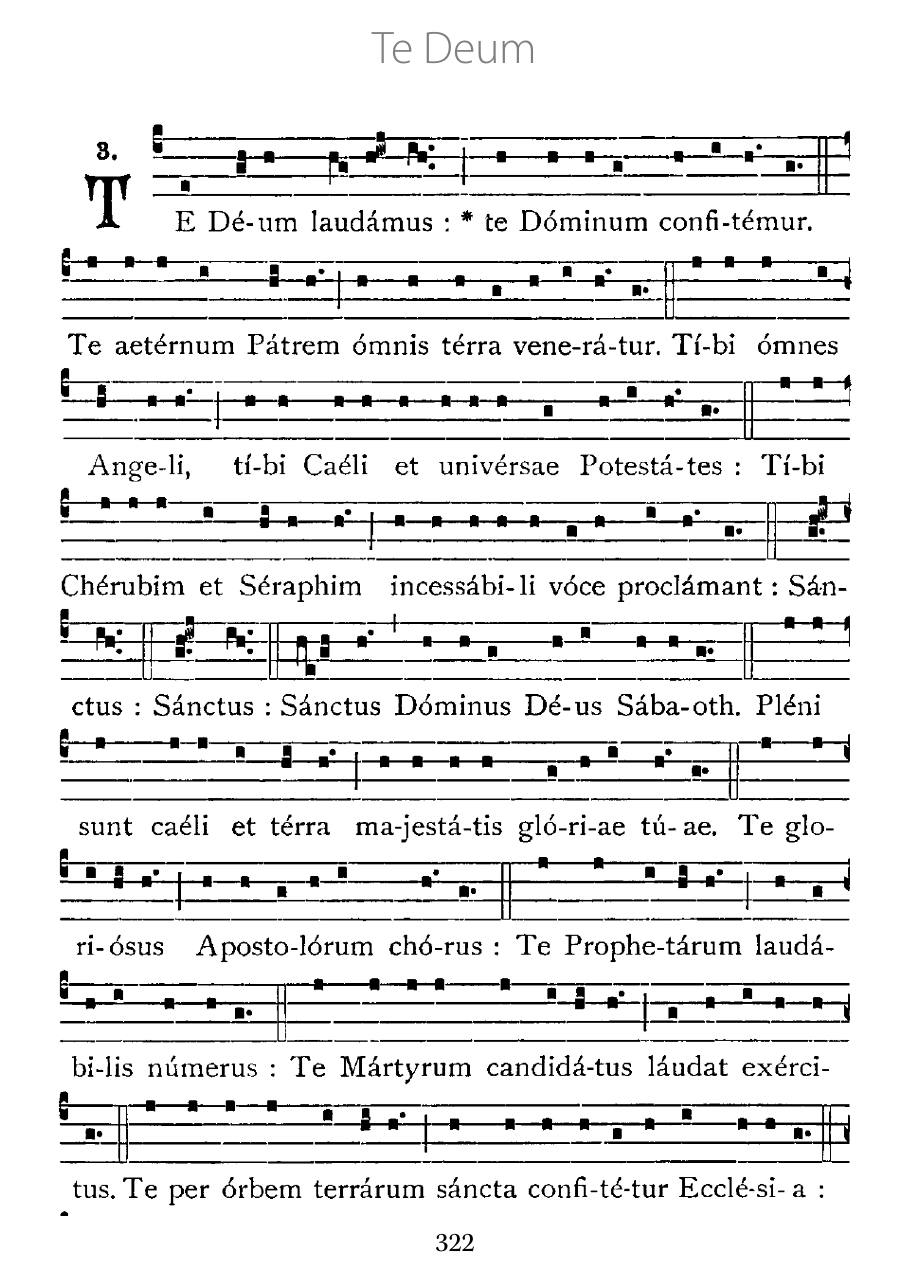 Te Deum
3.
TE Dé-um laudámus : * te Dóminum confi-témur.
Te aetérnum Pátrem ómnis térra vene-rá-tur. Tí-bi ómnes
Ange-li, tí-bi Caéli et univérsae Potestá-tes : Tí-bi
Chérubim et Séraphim incessábi-li vóce proclámant : Sán-
ctus : Sánctus : Sánctus Dóminus Dé-us Sába-oth. Pléni
sunt caéli et térra ma-jestá-tis gló-ri-ae tú-ae. Te glo-
ri-ósus Aposto-lórum chó-rus : Te Prophe-tárum laudá-
bi-lis númerus : Te Mártyrum candidá-tus láudat exérci-
tus. Te per órbem terrárum sáncta confi-té-tur Ecclé-si-a :
322